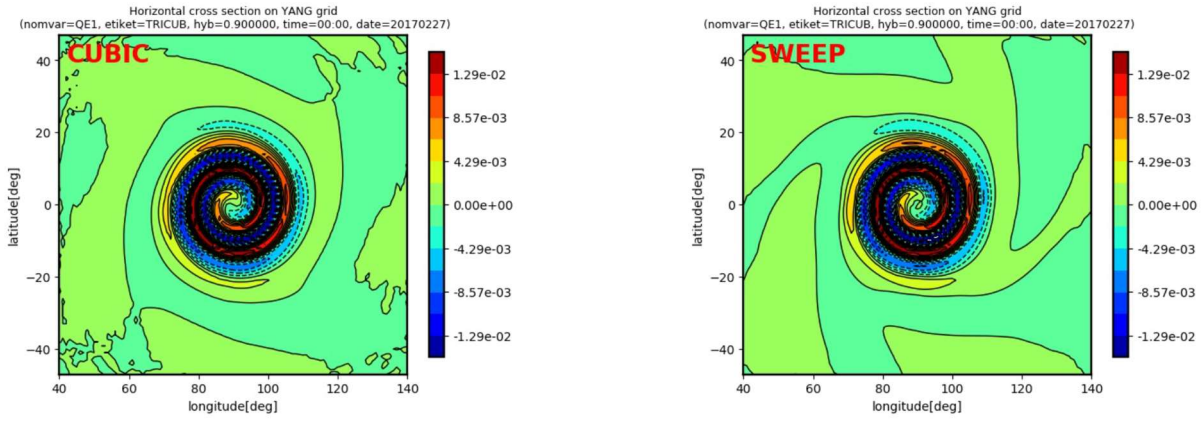 Horizontal cross section on YANG grid
(nomvar=QE1, etiket=TRICUB, hyb=0.900000, time=00:00, date=20170227)
CUBIC
40
20
0
−20
−40
latitude[deg]
40 60 80 100 120 140
longitude[deg]
1.29e-02
8.57e-03
4.29e-03
0.00e+00
-4.29e-03
-8.57e-03
-1.29e-02
Horizontal cross section on YANG grid
(nomvar=QE1, etiket=TRICUB, hyb=0.900000, time=00:00, date=20170227)
SWEEP
40
20
0
−20
−40
latitude[deg]
40 60 80 100 120 140
longitude[deg]
1.29e-02
8.57e-03
4.29e-03
0.00e+00
-4.29e-03
-8.57e-03
-1.29e-02